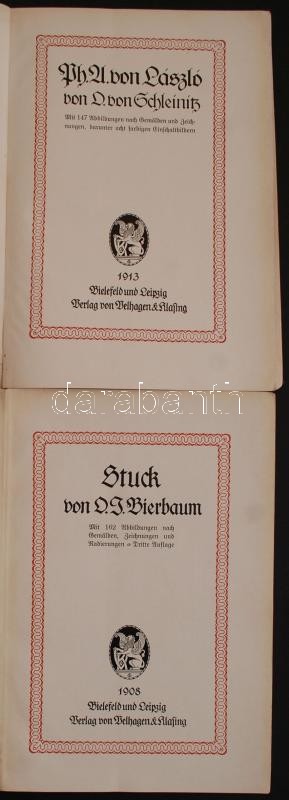 Ph. A. von László
von O. von Schleinitz
Mit 147 Abbildungen nach Gemälden und Zeich-
nungen, darunter acht farbigen Einschaltbildern
1913
Bielefeld und Leipzig
Verlag von Velhagen & Klasing
darabanth
Stuck
von O. J. Bierbaum
Mit 162 Abbildungen nach
Gemälden, Zeichnungen und
Radierungen * Dritte Auflage
1908
Bielefeld und Leipzig
Verlag von Velhagen & Klasing